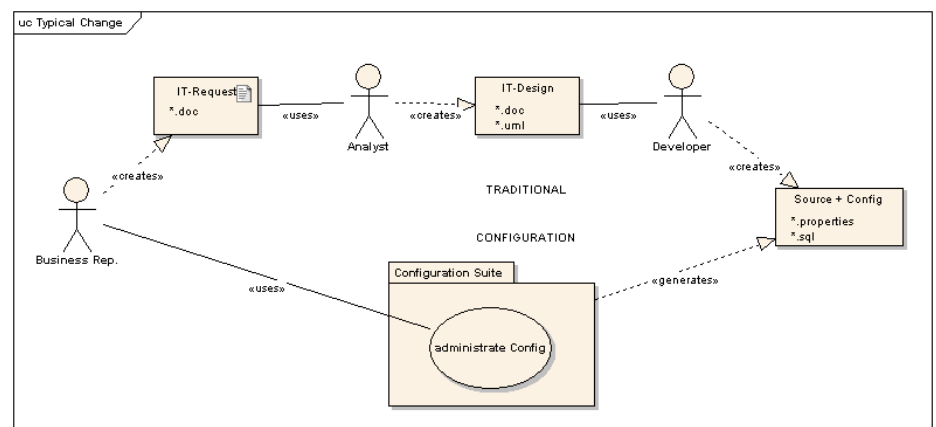 uc Typical Change
IT-Request
*.doc
«uses»
Analyst
«creates»
IT-Design
*.doc
*.uml
«uses»
Developer
«creates»
«creates»
Business Rep.
TRADITIONAL
Source + Config
*.properties
*.sql
CONFIGURATION
Configuration Suite
«uses»
«generates»
administrate Config